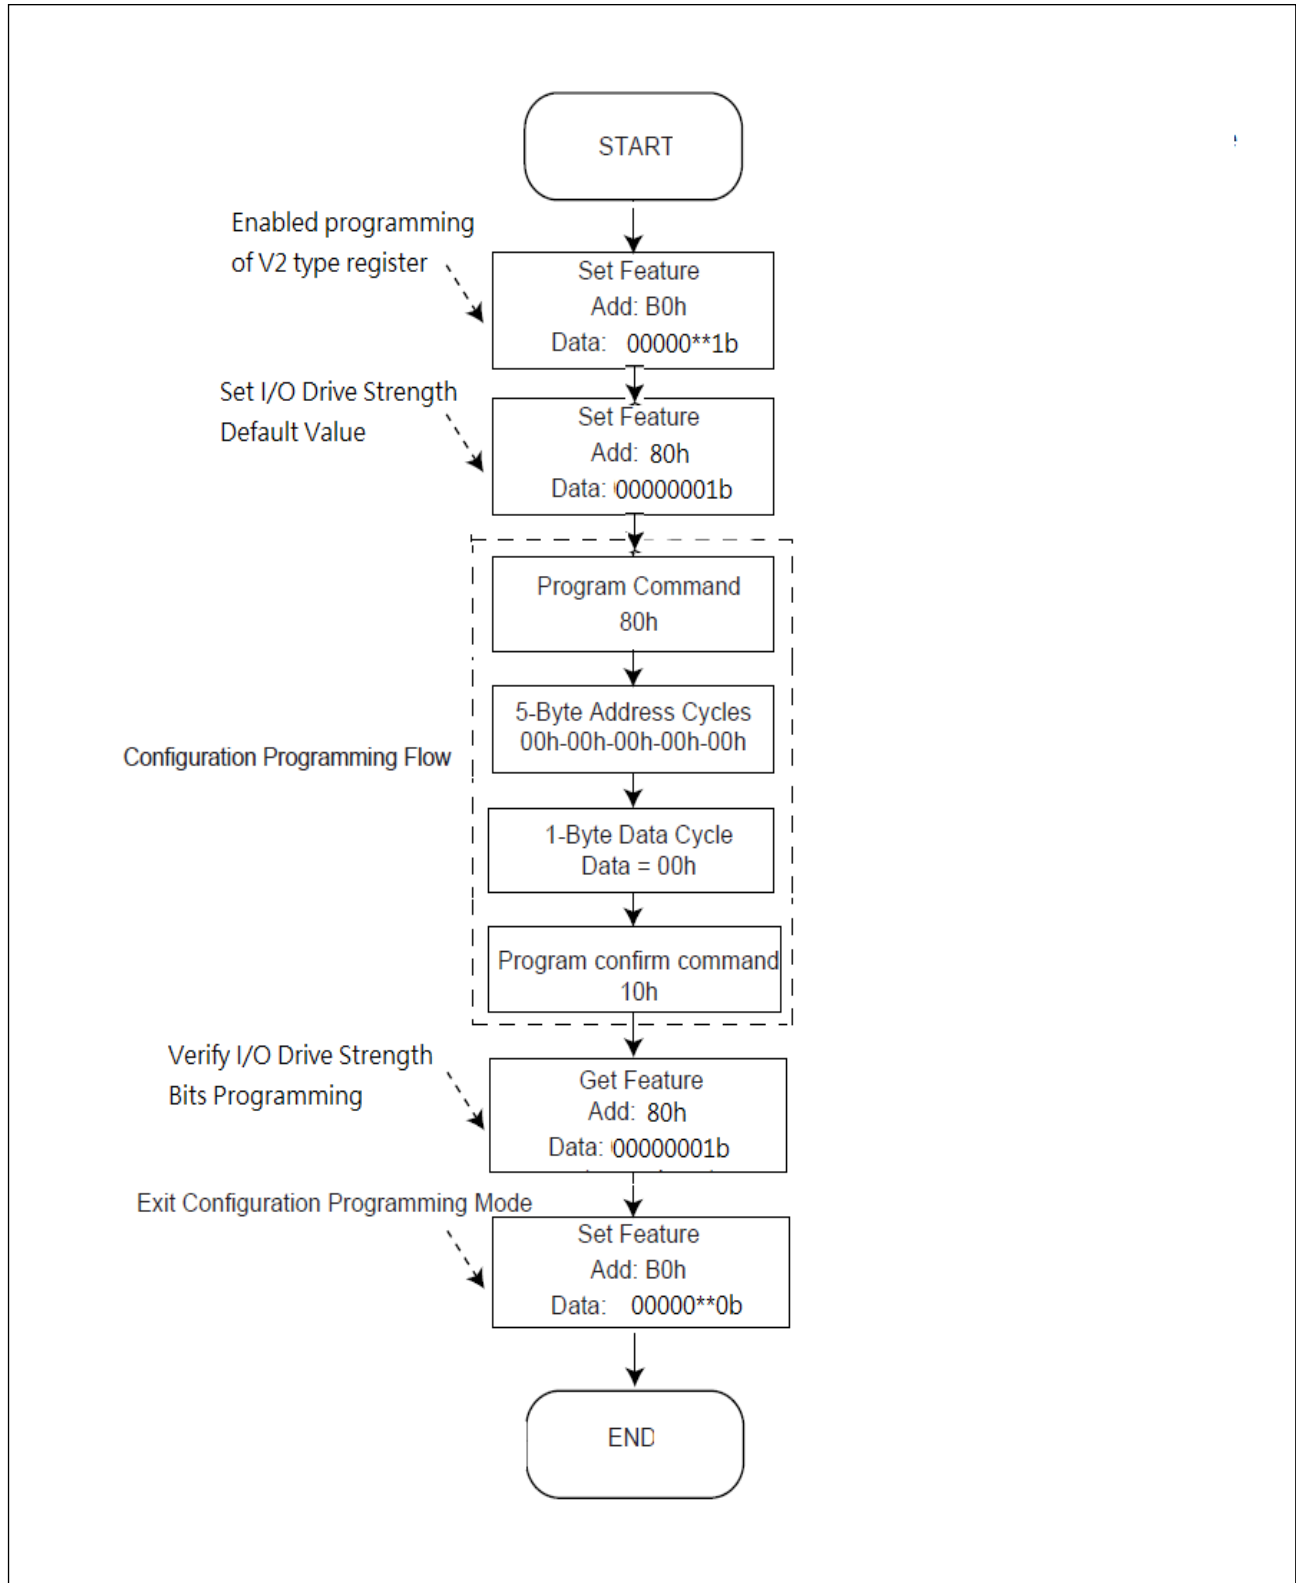 START
Enabled programming
of V2 type register
Set Feature
Add: B0h
Data: 00000**1b
Set I/O Drive Strength
Default Value
Set Feature
Add: 80h
Data: 00000001b
Program Command
80h
5-Byte Address Cycles
00h-00h-00h-00h-00h
Configuration Programming Flow
1-Byte Data Cycle
Data = 00h
Program confirm command
10h
Verify I/O Drive Strength
Bits Programming
Get Feature
Add: 80h
Data: 00000001b
Exit Configuration Programming Mode
Set Feature
Add: B0h
Data: 00000**0b
END